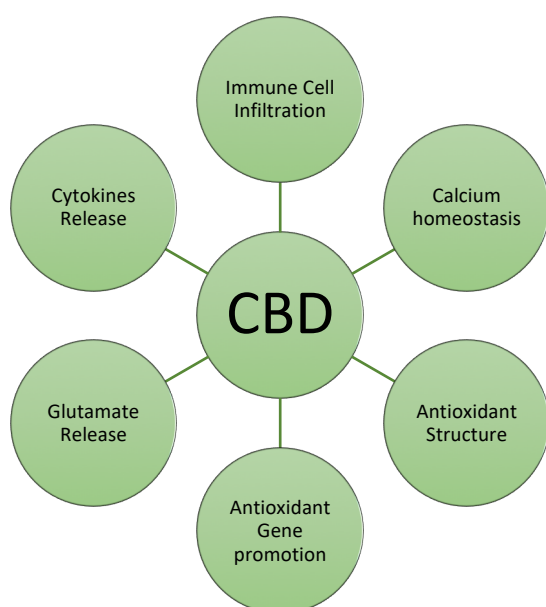 Immune Cell
Infiltration
Cytokines
Release
Calcium
homeostasis
CBD
Glutamate
Release
Antioxidant
Structure
Antioxidant
Gene
promotion